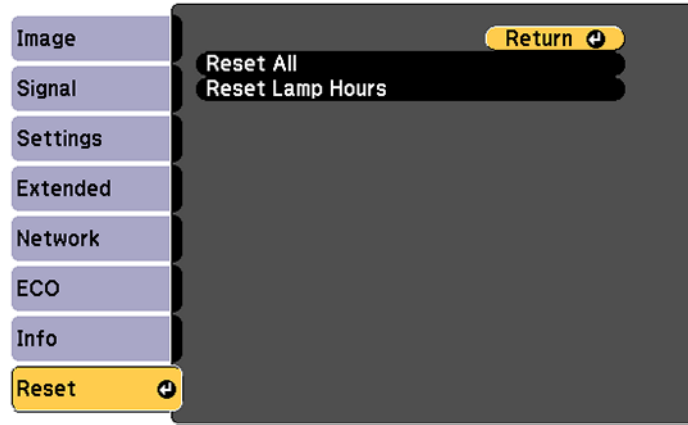 Image
Signal
Settings
Extended
Network
ECO
Info
Reset
Return
Reset All
Reset Lamp Hours